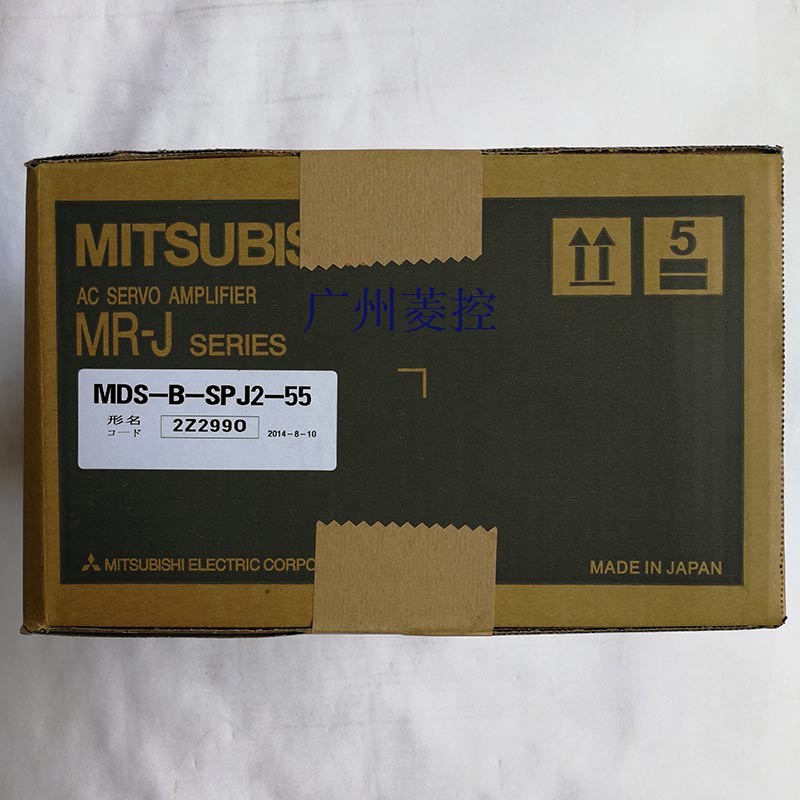 MITSUBIS
5
AC SERVO AMPLIFIER
广州菱控
MR-J SERIES
MDS-B-SPJ2-55
形名
コード 2Z2990 2014-8-10
MITSUBISHI ELECTRIC CORPO
MADE IN JAPAN